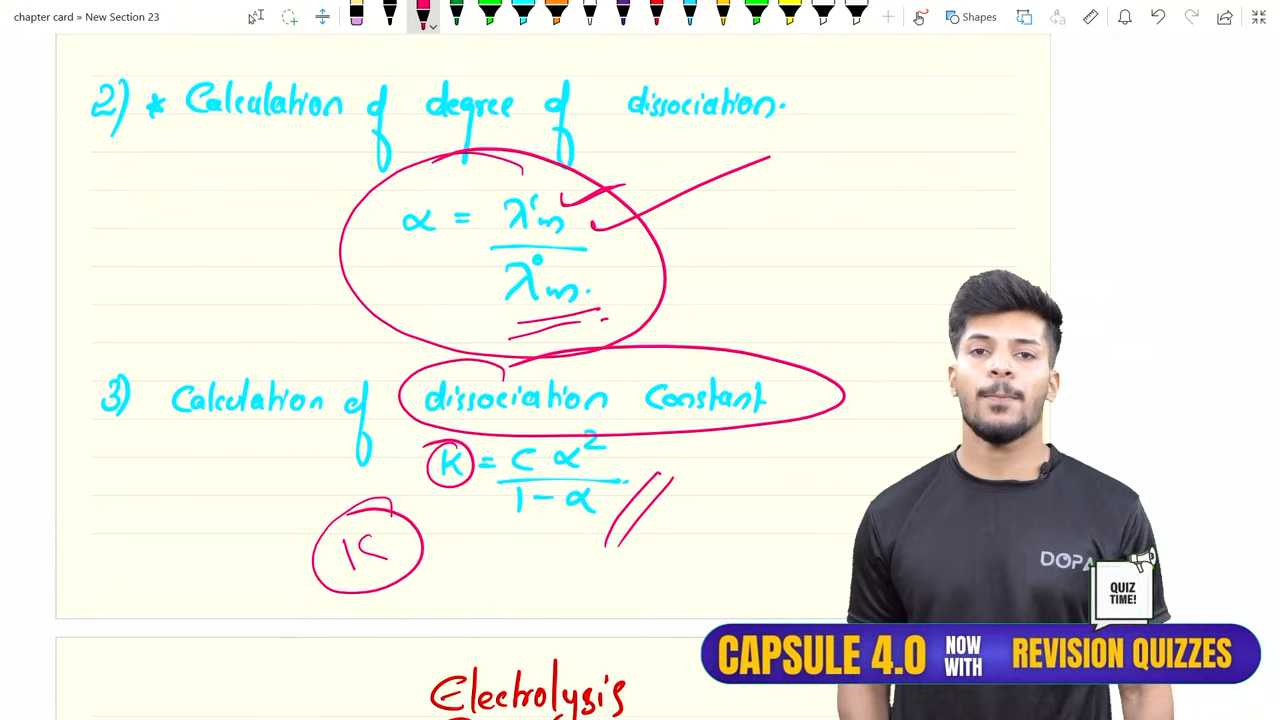 chapter card » New Section 23
Shapes
2) * Calculation of degree of dissociation.
α = λᶜm
λ°m.
3) Calculation of dissociation Constant
K = C α²
1 - α
K
DOPA
QUIZ
TIME!
CAPSULE 4.0 NOW WITH REVISION QUIZZES
Electrolysis